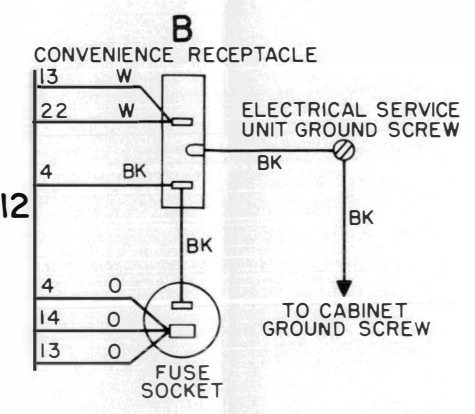 B
CONVENIENCE RECEPTACLE
13 W
22 W
ELECTRICAL SERVICE
UNIT GROUND SCREW
BK
4 BK
12
BK
BK
4 O
14 O
13 O
TO CABINET
GROUND SCREW
FUSE
SOCKET